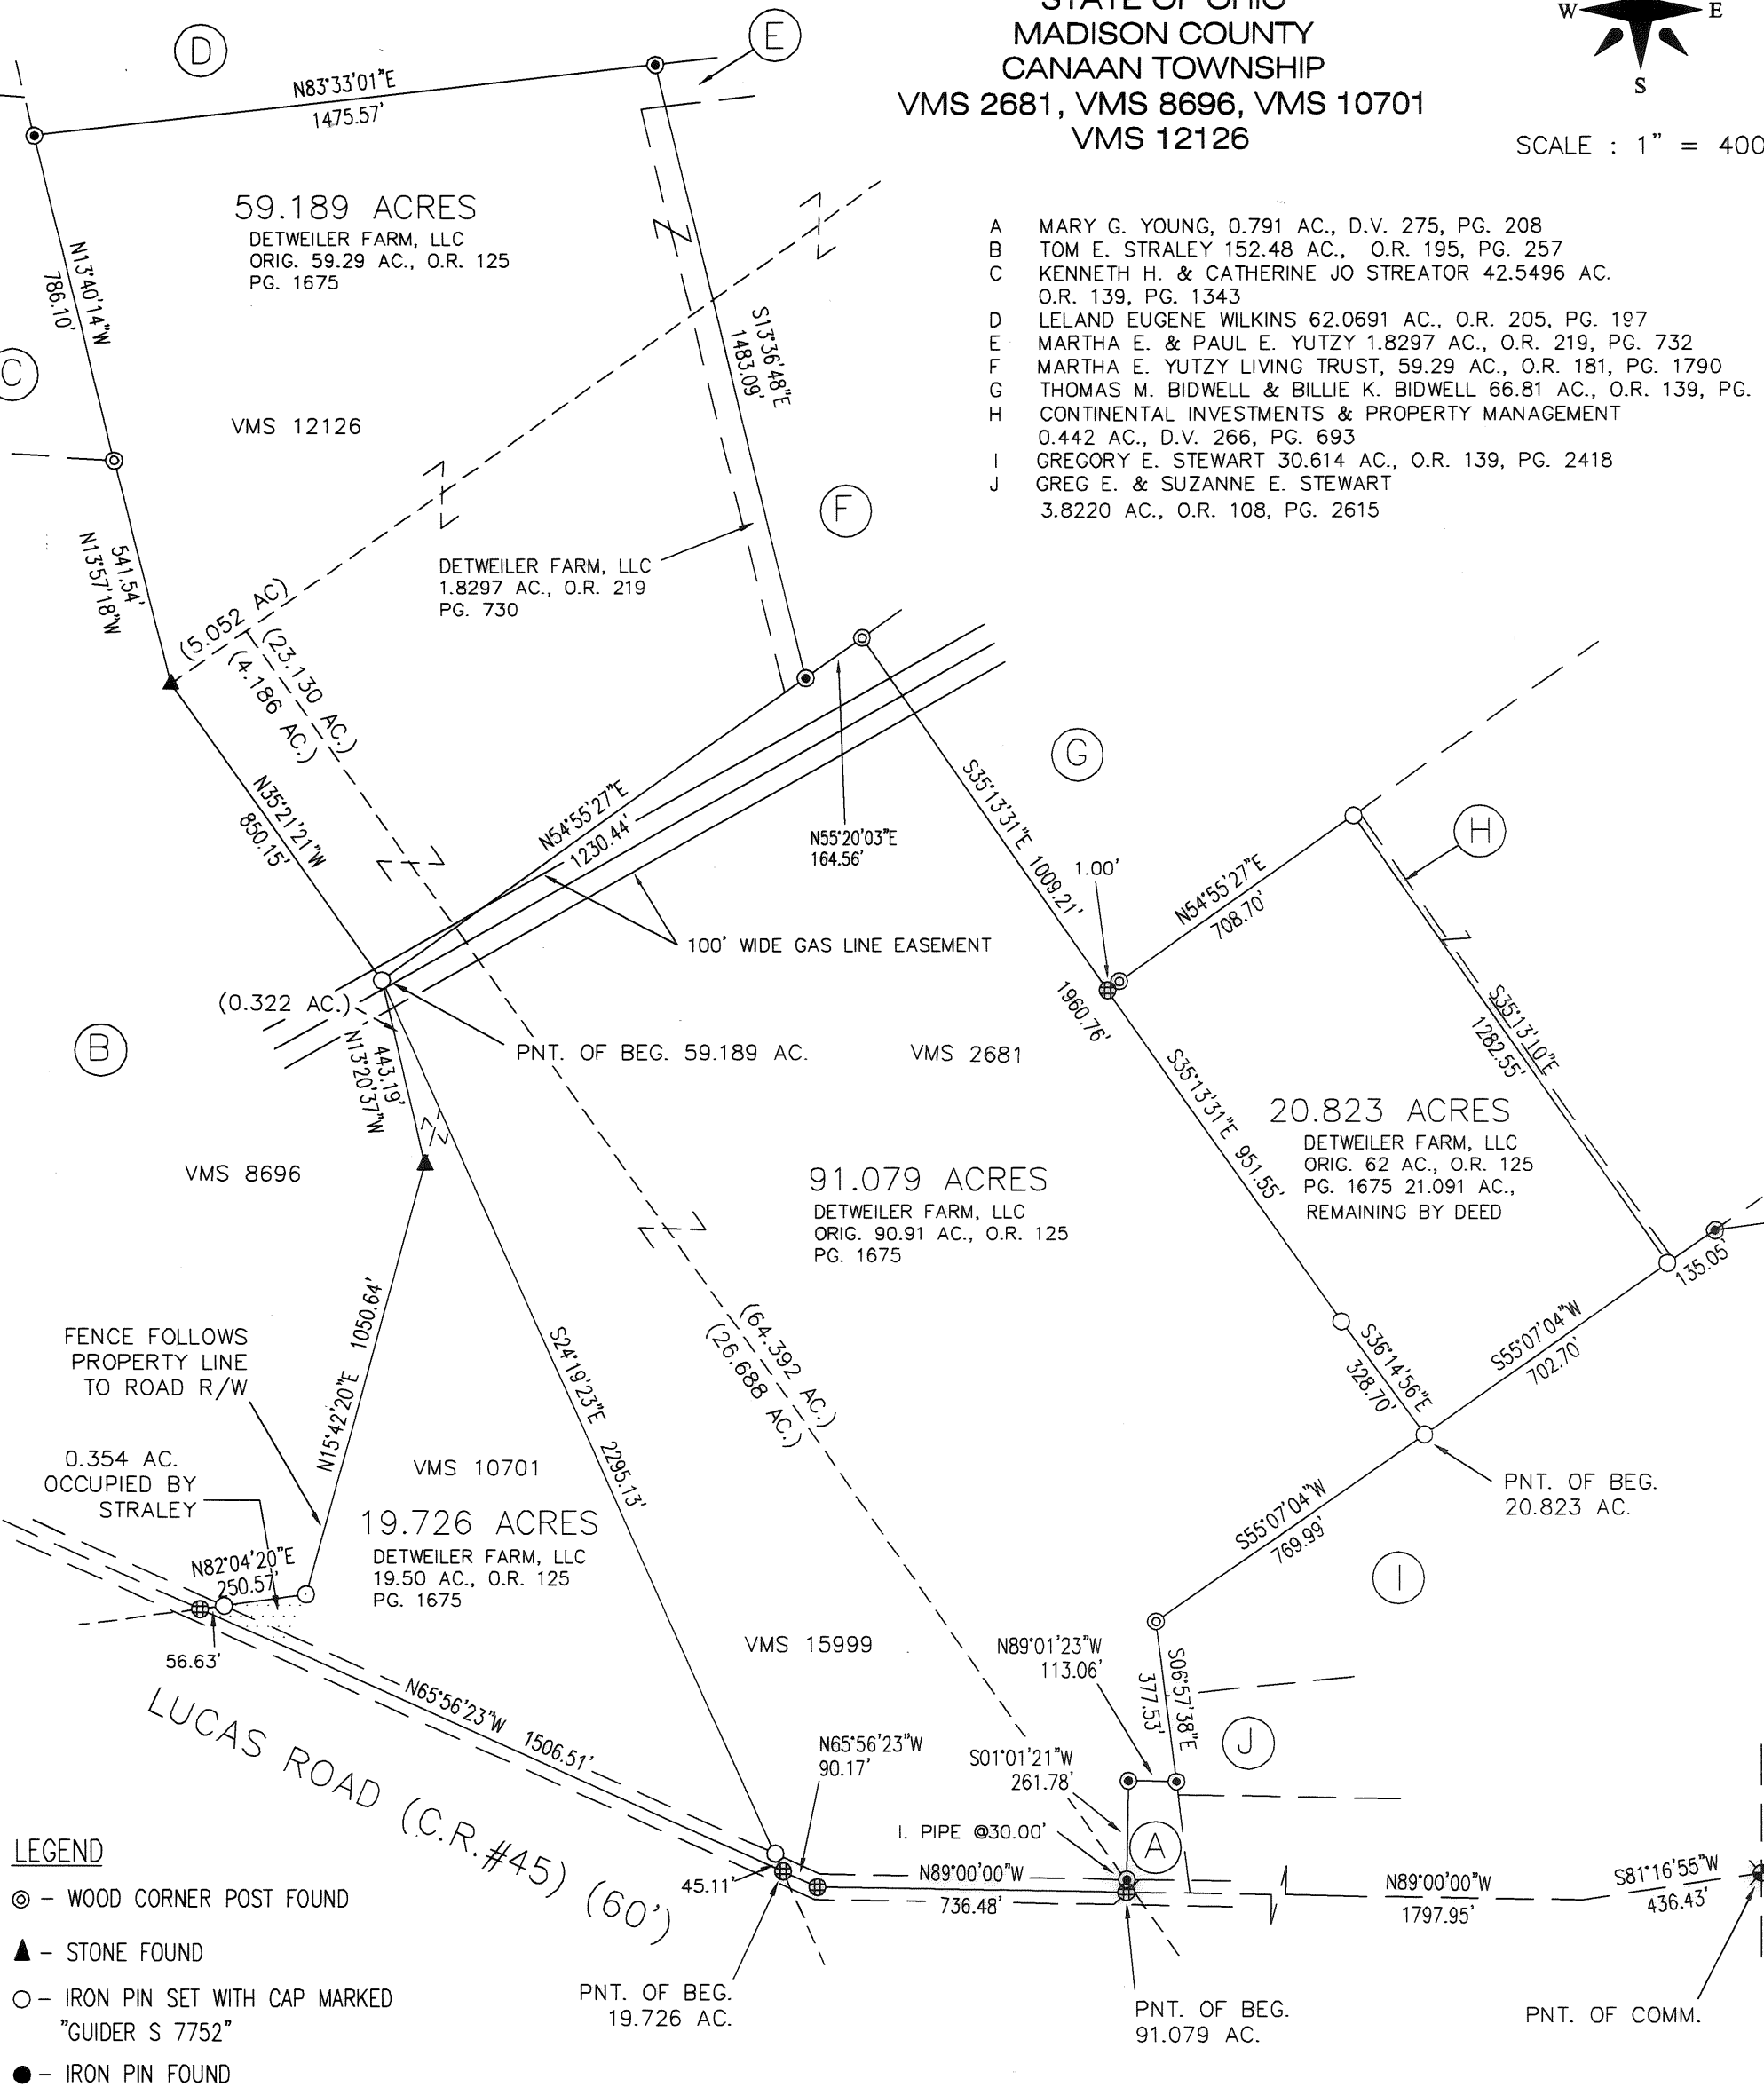 STATE OF OHIO
MADISON COUNTY
CANAAN TOWNSHIP
VMS 2681, VMS 8696, VMS 10701
VMS 12126
W
E
S
SCALE : 1" = 400
A MARY G. YOUNG, 0.791 AC., D.V. 275, PG. 208
B TOM E. STRALEY 152.48 AC., O.R. 195, PG. 257
C KENNETH H. & CATHERINE JO STREATOR 42.5496 AC.
O.R. 139, PG. 1343
D LELAND EUGENE WILKINS 62.0691 AC., O.R. 205, PG. 197
E MARTHA E. & PAUL E. YUTZY 1.8297 AC., O.R. 219, PG. 732
F MARTHA E. YUTZY LIVING TRUST, 59.29 AC., O.R. 181, PG. 1790
G THOMAS M. BIDWELL & BILLIE K. BIDWELL 66.81 AC., O.R. 139, PG.
H CONTINENTAL INVESTMENTS & PROPERTY MANAGEMENT
0.442 AC., D.V. 266, PG. 693
I GREGORY E. STEWART 30.614 AC., O.R. 139, PG. 2418
J GREG E. & SUZANNE E. STEWART
3.8220 AC., O.R. 108, PG. 2615
D
E
N83°33'01"E
1475.57'
59.189 ACRES
DETWEILER FARM, LLC
ORIG. 59.29 AC., O.R. 125
PG. 1675
N13°40'14"W
786.10'
C
VMS 12126
S13°36'48"E
1483.09'
F
541.54'
N13°57'18"W
DETWEILER FARM, LLC
1.8297 AC., O.R. 219
PG. 730
(5.052 AC)
(23.130 AC.)
(4.186 AC.)
N35°21'21"W
850.15'
N54°55'27"E
1230.44'
N55°20'03"E
164.56'
G
S35°13'31"E 1009.21'
1.00'
1960.76'
N54°55'27"E
708.70'
H
S35°13'10"E
1282.55'
100' WIDE GAS LINE EASEMENT
(0.322 AC.)
B
443.19'
N13°20'37"W
PNT. OF BEG. 59.189 AC.
VMS 2681
S35°13'31"E 951.55'
20.823 ACRES
DETWEILER FARM, LLC
ORIG. 62 AC., O.R. 125
PG. 1675 21.091 AC.,
REMAINING BY DEED
VMS 8696
91.079 ACRES
DETWEILER FARM, LLC
ORIG. 90.91 AC., O.R. 125
PG. 1675
135.05'
S55°07'04"W
702.70'
S36°14'56"E
328.70'
FENCE FOLLOWS
PROPERTY LINE
TO ROAD R/W
N15°42'20"E 1050.64'
S24°19'23"E 2295.13'
(64.392 AC.)
(26.688 AC.)
0.354 AC.
OCCUPIED BY
STRALEY
VMS 10701
19.726 ACRES
DETWEILER FARM, LLC
19.50 AC., O.R. 125
PG. 1675
PNT. OF BEG.
20.823 AC.
S55°07'04"W
769.99'
I
N82°04'20"E
250.57'
56.63'
VMS 15999
N89°01'23"W
113.06'
S06°57'38"E
377.53'
J
N65°56'23"W 1506.51'
LUCAS ROAD (C.R.#45) (60')
N65°56'23"W
90.17'
S01°01'21"W
261.78'
I. PIPE @30.00'
A
45.11'
N89°00'00"W
736.48'
N89°00'00"W
1797.95'
S81°16'55"W
436.43'
PNT. OF BEG.
19.726 AC.
PNT. OF BEG.
91.079 AC.
PNT. OF COMM.
LEGEND
– WOOD CORNER POST FOUND
– STONE FOUND
– IRON PIN SET WITH CAP MARKED
"GUIDER S 7752"
– IRON PIN FOUND